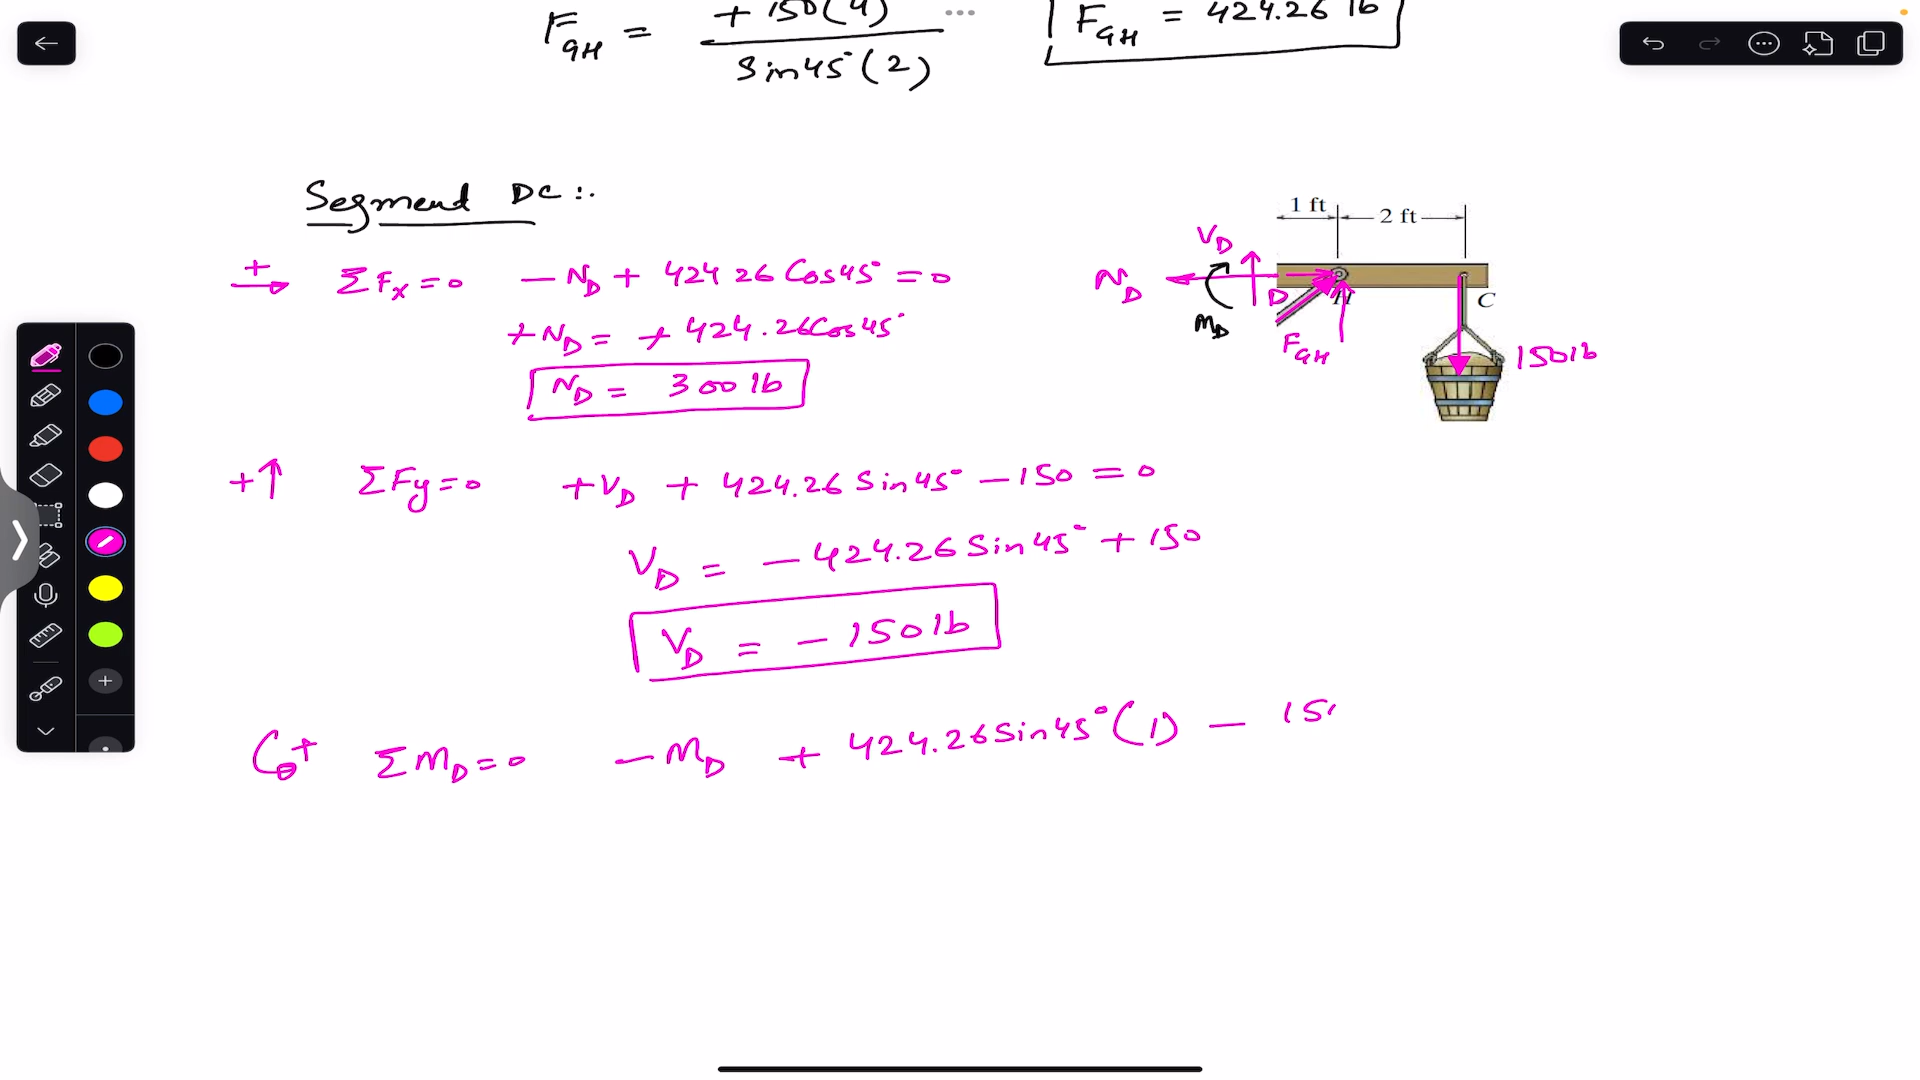 F_GH = +150(4) / Sin45°(2)
F_GH = 424.26 lb
Segmend DC :.
1 ft
2 ft
V_D
N_D
D
H
C
M_D
F_GH
150lb
+→ ΣFx=0 -N_D + 424 26 Cos45° = 0
+N_D = + 424.26Cos45°
N_D = 300 lb
+↑ ΣFy=0 +V_D + 424.26 Sin45° - 150 = 0
V_D = - 424.26 Sin45° + 150
V_D = - 150 lb
+ ΣM_D=0 -M_D + 424.26Sin45°(1) - 15